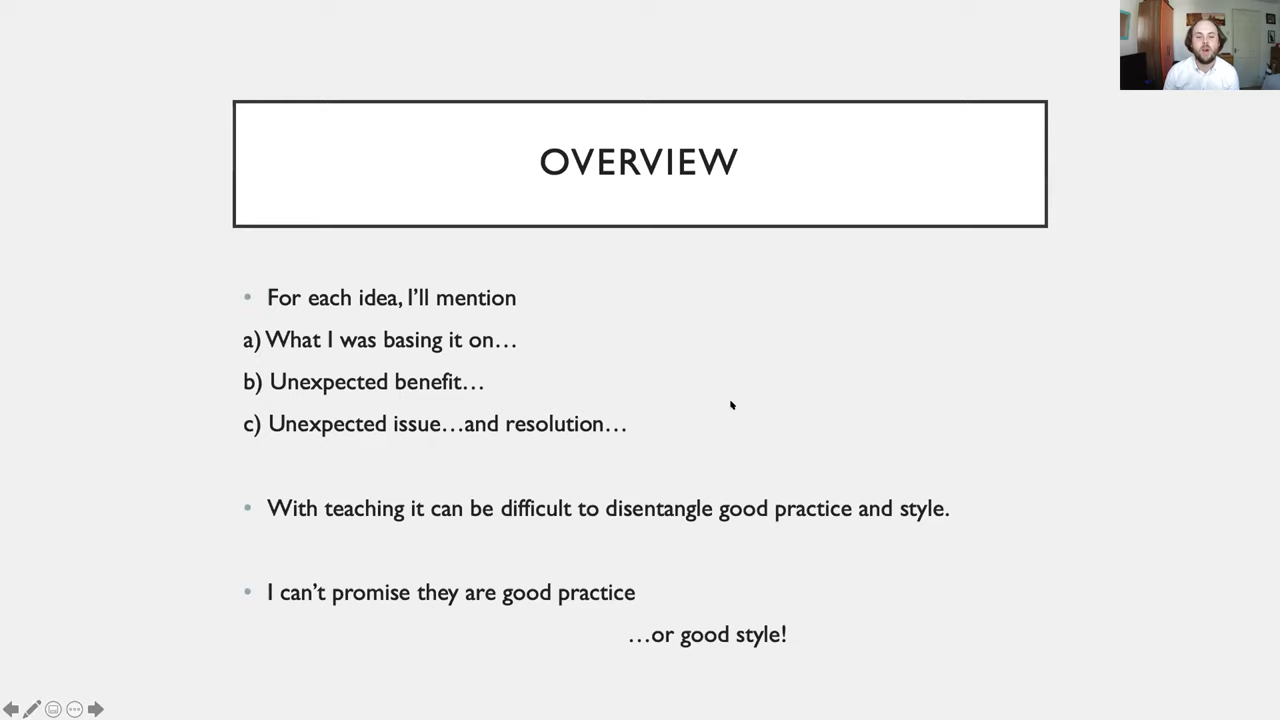 OVERVIEW
• For each idea, I'll mention
a) What I was basing it on…
b) Unexpected benefit…
c) Unexpected issue…and resolution…
• With teaching it can be difficult to disentangle good practice and style.
• I can't promise they are good practice
…or good style!